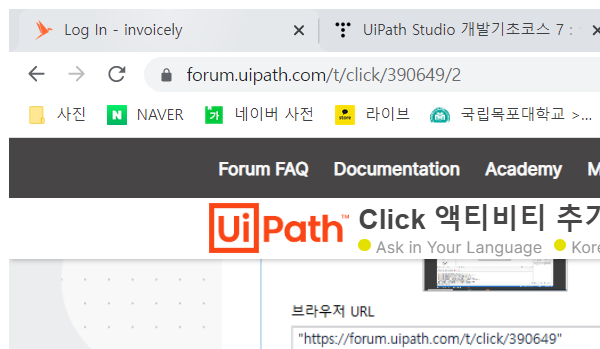 Log In - invoicely
UiPath Studio 개발기초코스 7 :
forum.uipath.com/t/click/390649/2
사진 NAVER 네이버 사전 store 라이브 국립목포대학교 >...
Forum FAQ Documentation Academy M
UiPath™ Click 액티비티 추가
Ask in Your Language Kore
브라우저 URL
"https://forum.uipath.com/t/click/390649"